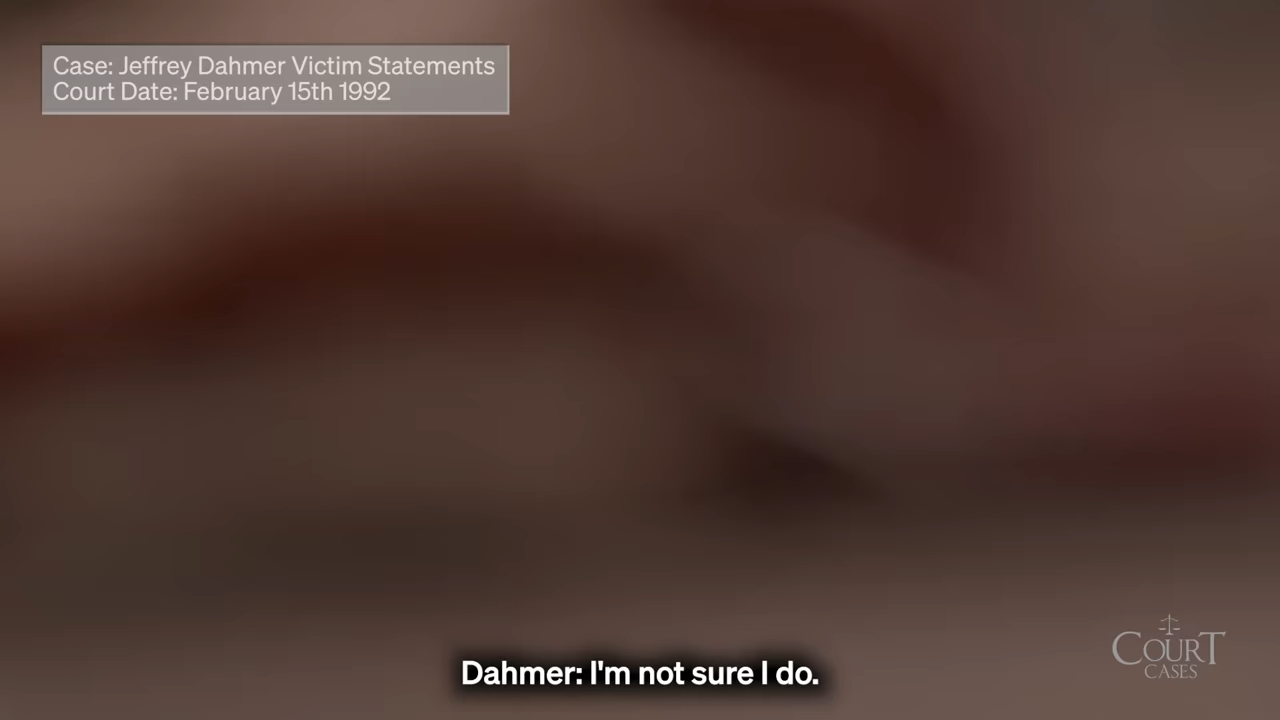 Case: Jeffrey Dahmer Victim Statements
Court Date: February 15th 1992
Dahmer: I'm not sure I do.
COURT
CASES